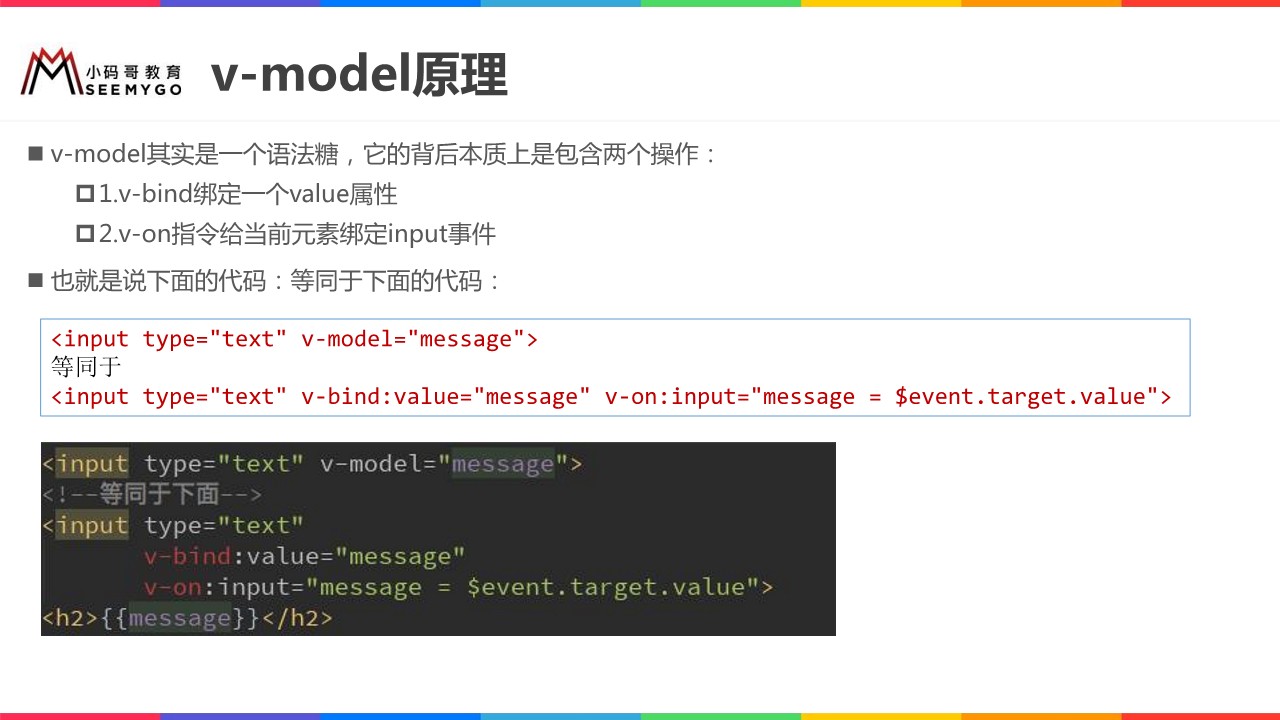 小码哥教育
SEEMYGO
v-model原理
v-model其实是一个语法糖，它的背后本质上是包含两个操作：
1.v-bind绑定一个value属性
2.v-on指令给当前元素绑定input事件
也就是说下面的代码：等同于下面的代码：
<input type="text" v-model="message">
等同于
<input type="text" v-bind:value="message" v-on:input="message = $event.target.value">
<input type="text" v-model="message">
<!--等同于下面-->
<input type="text"
v-bind:value="message"
v-on:input="message = $event.target.value">
<h2>{{message}}</h2>